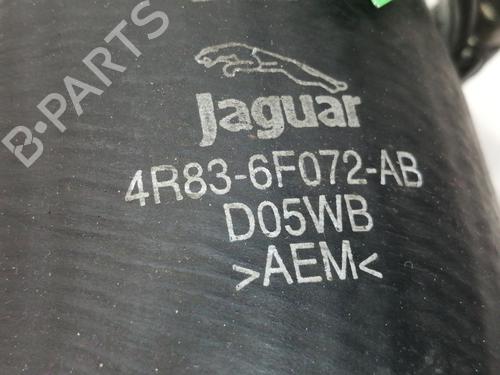 B-PARTS
Jaguar
4R83-6F072-AB
D05WB
>AEM<